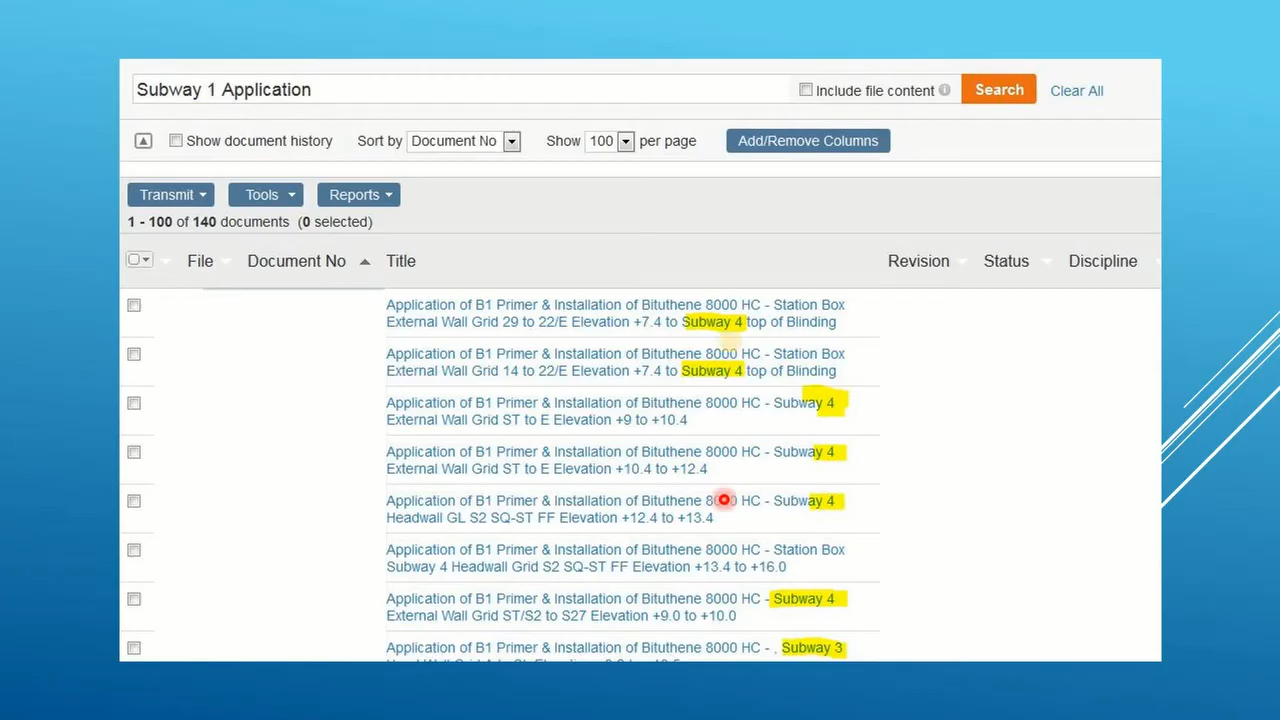 Subway 1 Application
Include file content
Search
Clear All
Show document history
Sort by
Document No
Show
100
per page
Add/Remove Columns
Transmit
Tools
Reports
1 - 100 of 140 documents (0 selected)
File
Document No
Title
Revision
Status
Discipline
Application of B1 Primer & Installation of Bituthene 8000 HC - Station Box
External Wall Grid 29 to 22/E Elevation +7.4 to Subway 4 top of Blinding
Application of B1 Primer & Installation of Bituthene 8000 HC - Station Box
External Wall Grid 14 to 22/E Elevation +7.4 to Subway 4 top of Blinding
Application of B1 Primer & Installation of Bituthene 8000 HC - Subway 4
External Wall Grid ST to E Elevation +9 to +10.4
Application of B1 Primer & Installation of Bituthene 8000 HC - Subway 4
External Wall Grid ST to E Elevation +10.4 to +12.4
Application of B1 Primer & Installation of Bituthene 8000 HC - Subway 4
Headwall GL S2 SQ-ST FF Elevation +12.4 to +13.4
Application of B1 Primer & Installation of Bituthene 8000 HC - Station Box
Subway 4 Headwall Grid S2 SQ-ST FF Elevation +13.4 to +16.0
Application of B1 Primer & Installation of Bituthene 8000 HC - Subway 4
External Wall Grid ST/S2 to S27 Elevation +9.0 to +10.0
Application of B1 Primer & Installation of Bituthene 8000 HC - , Subway 3